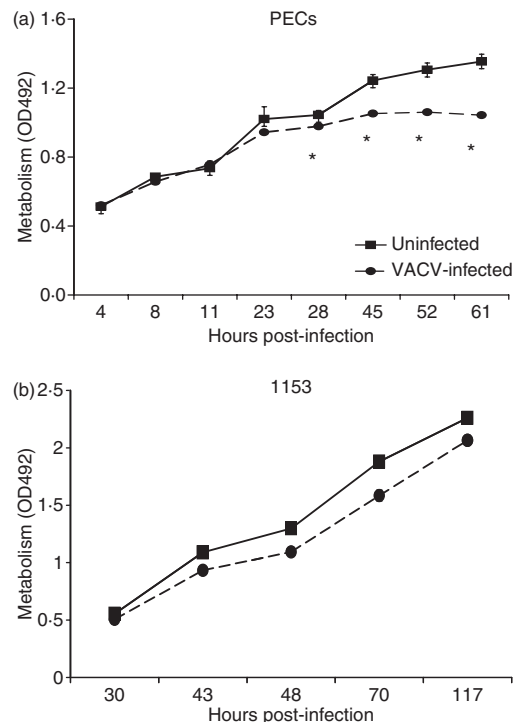 (a)
PECs
1·6
1·2
0·8
0·4
0·0
Metabolism (OD492)
*
*
*
*
Uninfected
VACV-infected
4 8 11 23 28 45 52 61
Hours post-infection
(b)
1153
2·5
2
1·5
1
0·5
0
Metabolism (OD492)
30 43 48 70 117
Hours post-infection